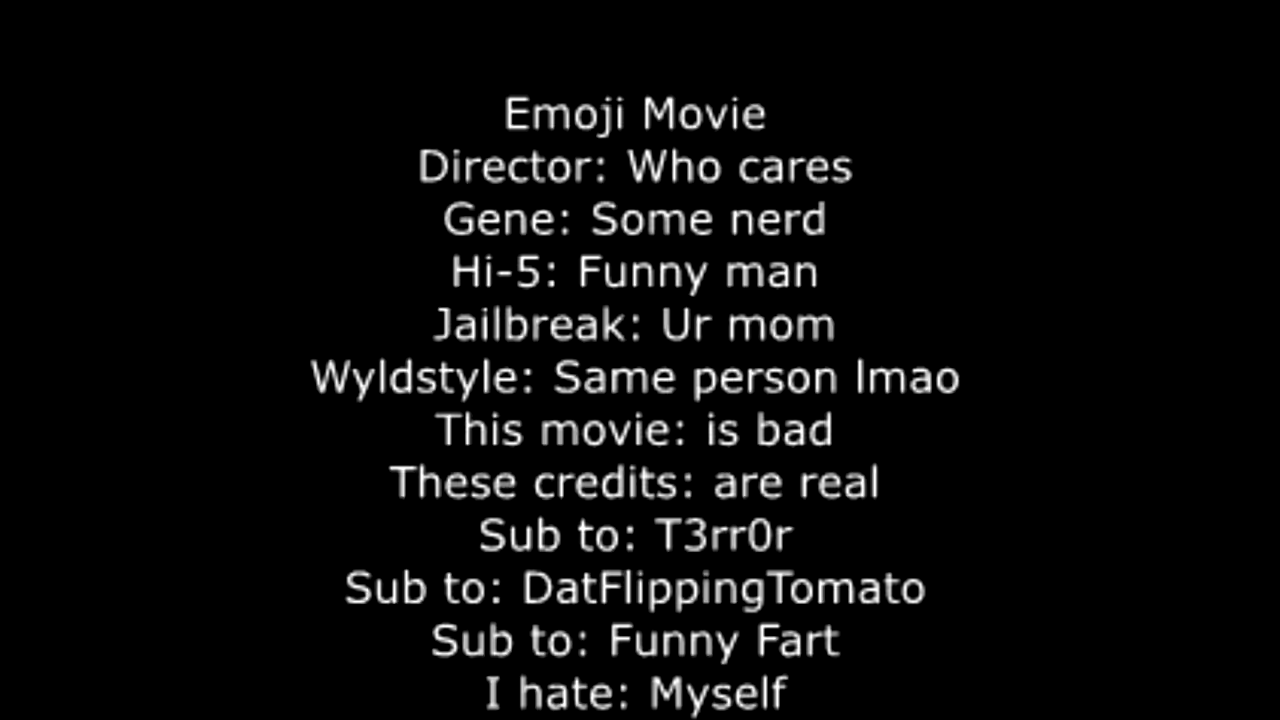 Emoji Movie
Director: Who cares
Gene: Some nerd
Hi-5: Funny man
Jailbreak: Ur mom
Wyldstyle: Same person lmao
This movie: is bad
These credits: are real
Sub to: T3rr0r
Sub to: DatFlippingTomato
Sub to: Funny Fart
I hate: Myself